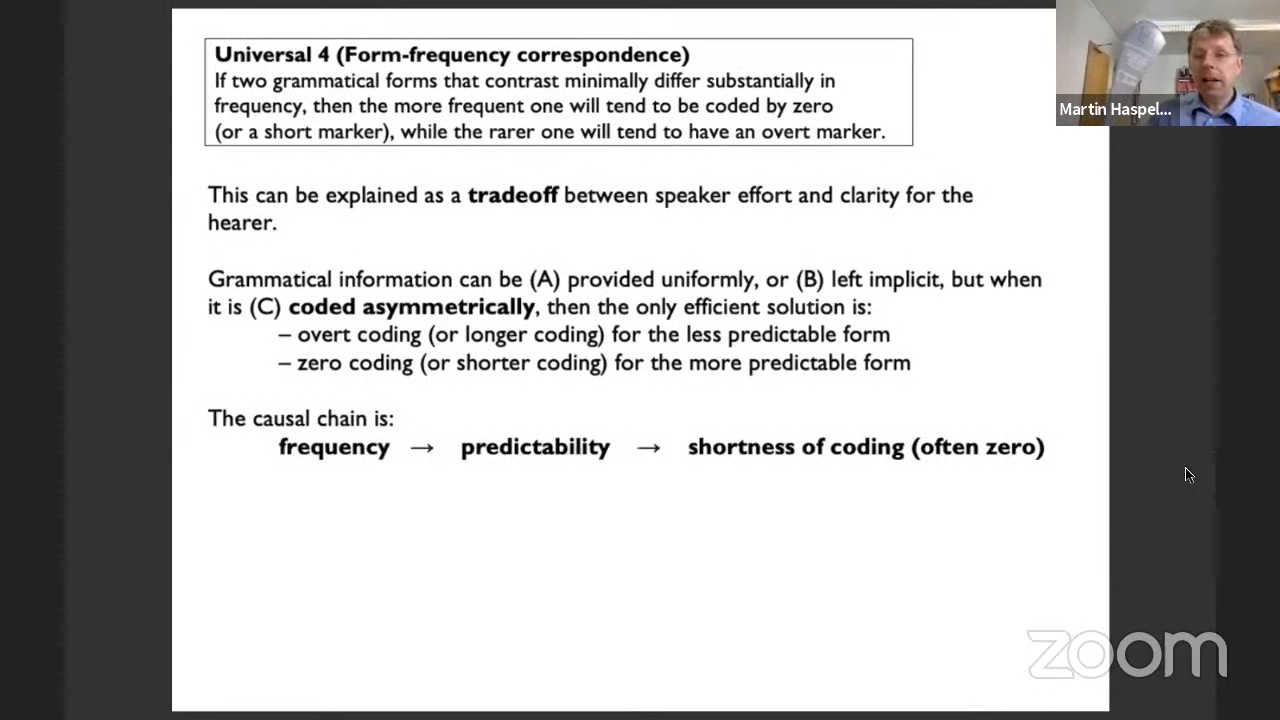 Universal 4 (Form-frequency correspondence)
If two grammatical forms that contrast minimally differ substantially in
frequency, then the more frequent one will tend to be coded by zero
(or a short marker), while the rarer one will tend to have an overt marker.
Martin Haspel...
This can be explained as a tradeoff between speaker effort and clarity for the
hearer.
Grammatical information can be (A) provided uniformly, or (B) left implicit, but when
it is (C) coded asymmetrically, then the only efficient solution is:
– overt coding (or longer coding) for the less predictable form
– zero coding (or shorter coding) for the more predictable form
The causal chain is:
frequency → predictability → shortness of coding (often zero)
zoom